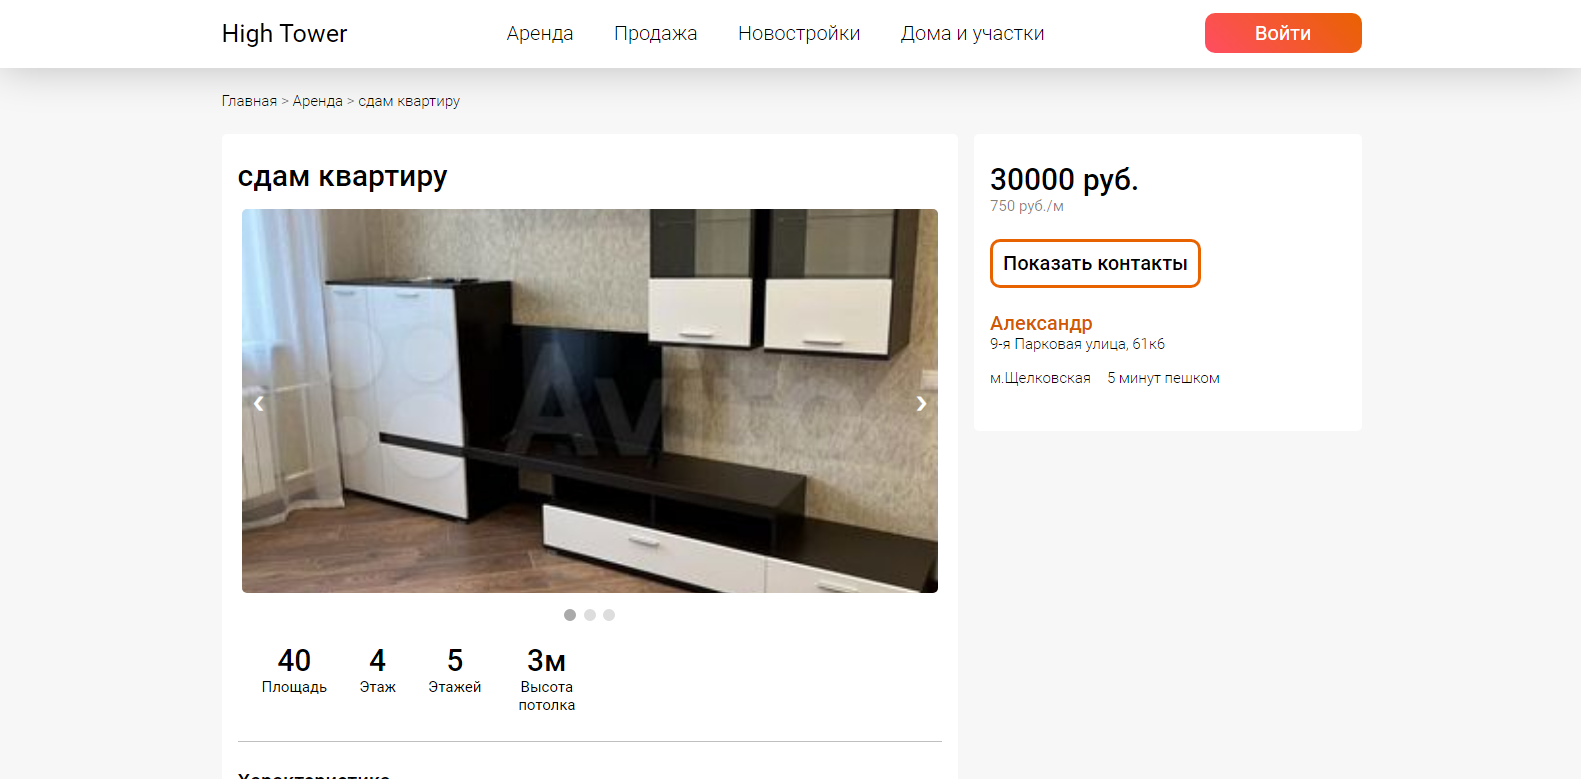 High Tower
Аренда
Продажа
Новостройки
Дома и участки
Войти
Главная > Аренда > сдам квартиру
сдам квартиру
Avito
40
Площадь
4
Этаж
5
Этажей
3м
Высота
потолка
Характеристика
30000 руб.
750 руб./м
Показать контакты
Александр
9-я Парковая улица, 61к6
м.Щелковская 5 минут пешком